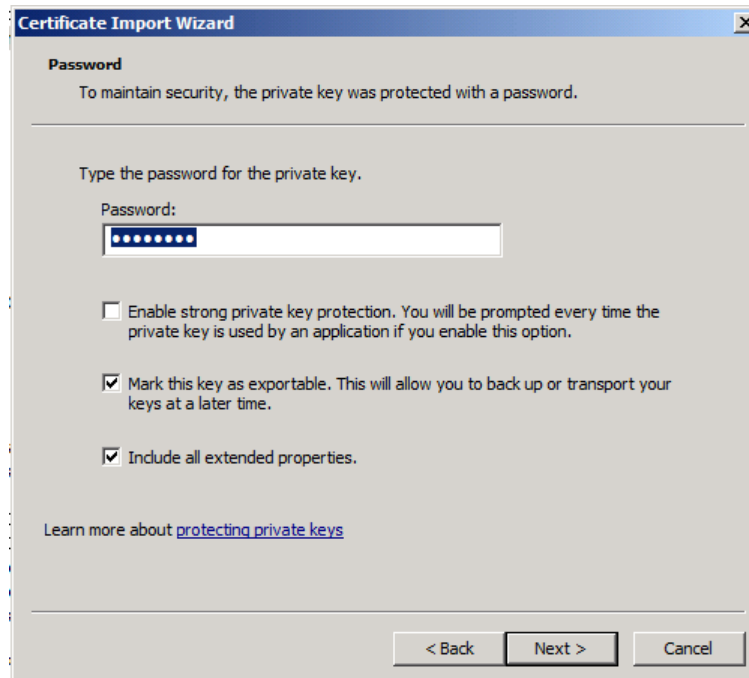 Certificate Import Wizard
Password
To maintain security, the private key was protected with a password.
Type the password for the private key.
Password:
●●●●●●●●
Enable strong private key protection. You will be prompted every time the
private key is used by an application if you enable this option.
Mark this key as exportable. This will allow you to back up or transport your
keys at a later time.
Include all extended properties.
Learn more about protecting private keys
< Back
Next >
Cancel